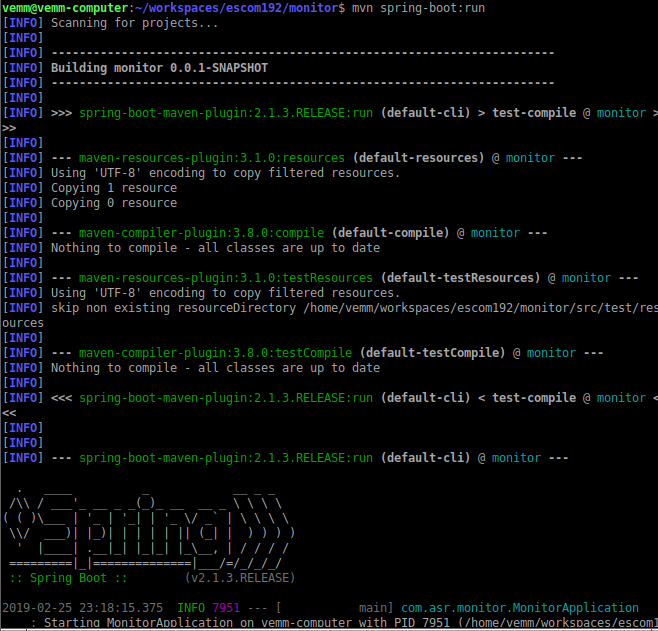 vemm@vemm-computer:~/workspaces/escom192/monitor$ mvn spring-boot:run
[INFO] Scanning for projects...
[INFO]
[INFO] ------------------------------------------------------------------------
[INFO] Building monitor 0.0.1-SNAPSHOT
[INFO] ------------------------------------------------------------------------
[INFO]
[INFO] >>> spring-boot-maven-plugin:2.1.3.RELEASE:run (default-cli) > test-compile @ monitor >
>>
[INFO]
[INFO] --- maven-resources-plugin:3.1.0:resources (default-resources) @ monitor ---
[INFO] Using 'UTF-8' encoding to copy filtered resources.
[INFO] Copying 1 resource
[INFO] Copying 0 resource
[INFO]
[INFO] --- maven-compiler-plugin:3.8.0:compile (default-compile) @ monitor ---
[INFO] Nothing to compile - all classes are up to date
[INFO]
[INFO] --- maven-resources-plugin:3.1.0:testResources (default-testResources) @ monitor ---
[INFO] Using 'UTF-8' encoding to copy filtered resources.
[INFO] skip non existing resourceDirectory /home/vemm/workspaces/escom192/monitor/src/test/res
ources
[INFO]
[INFO] --- maven-compiler-plugin:3.8.0:testCompile (default-testCompile) @ monitor ---
[INFO] Nothing to compile - all classes are up to date
[INFO]
[INFO] <<< spring-boot-maven-plugin:2.1.3.RELEASE:run (default-cli) < test-compile @ monitor <
<<
[INFO]
[INFO]
[INFO] --- spring-boot-maven-plugin:2.1.3.RELEASE:run (default-cli) @ monitor ---

  .   ____          _            __ _ _
 /\\ / ___'_ __ _ _(_)_ __  __ _ \ \ \ \
( ( )\___ | '_ | '_| | '_ \/ _` | \ \ \ \
 \\/  ___)| |_)| | | | | || (_| |  ) ) ) )
  '  |____| .__|_| |_|_| |_\__, | / / / /
 =========|_|==============|___/=/_/_/_/
 :: Spring Boot ::        (v2.1.3.RELEASE)

2019-02-25 23:18:15.375  INFO 7951 --- [           main] com.asr.monitor.MonitorApplication
    : Starting MonitorApplication on vemm-computer with PID 7951 (/home/vemm/workspaces/escom1